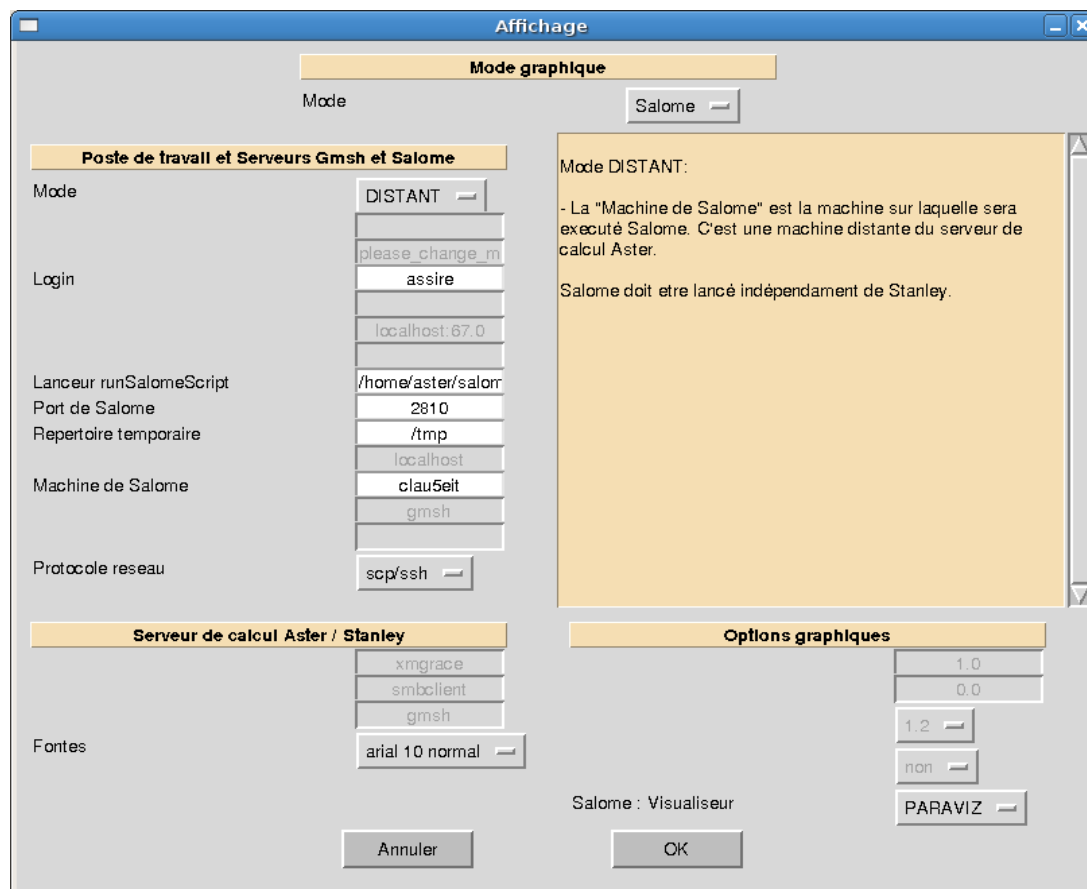 Affichage
Mode graphique
Mode
Salome
Poste de travail et Serveurs Gmsh et Salome
Mode
DISTANT
please_change_m
Login
assire
localhost:67.0
Lanceur runSalomeScript
/home/aster/salom
Port de Salome
2810
Repertoire temporaire
/tmp
localhost
Machine de Salome
clau5eit
gmsh
Protocole reseau
scp/ssh
Mode DISTANT:
- La "Machine de Salome" est la machine sur laquelle sera
executé Salome. C'est une machine distante du serveur de
calcul Aster.
Salome doit etre lancé indépendament de Stanley.
Serveur de calcul Aster / Stanley
xmgrace
smbclient
gmsh
Fontes
arial 10 normal
Options graphiques
1.0
0.0
1.2
non
Salome : Visualiseur
PARAVIZ
Annuler
OK